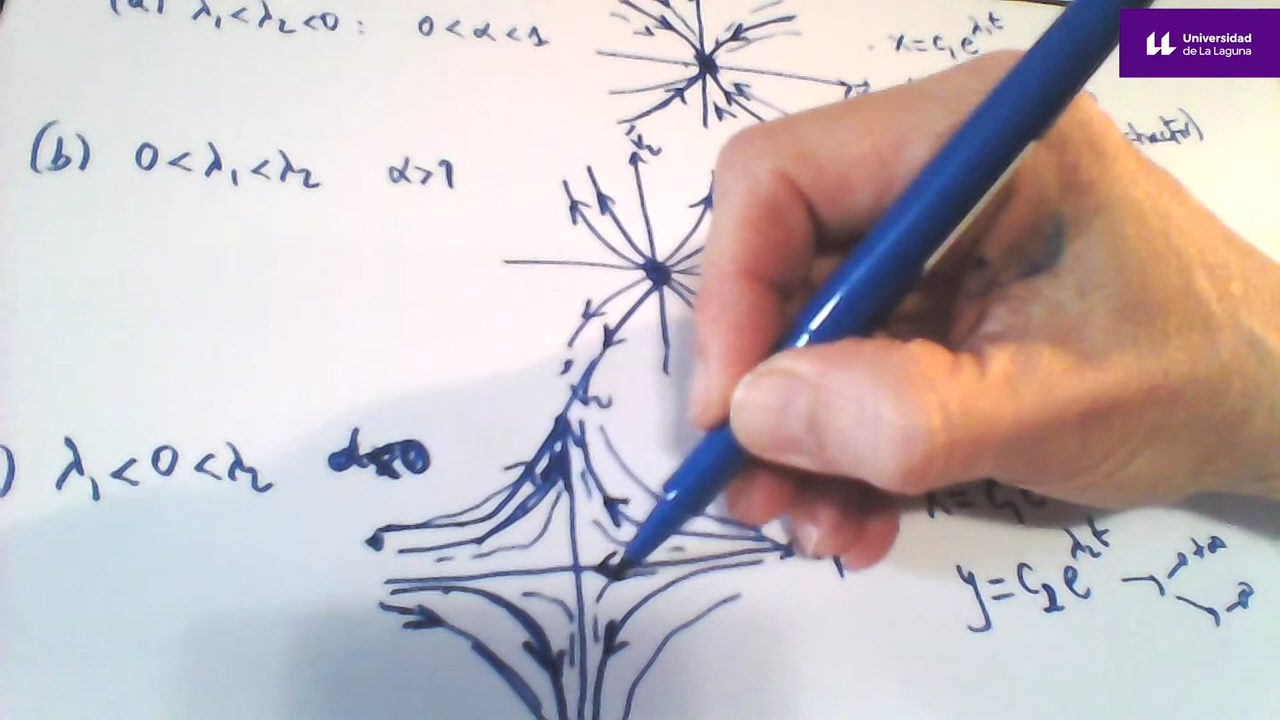 (a) λ₁<λ₂<0: 0<α<1
x=c₁e^λ₁t
Universidad
de La Laguna
(b) 0<λ₁<λ₂ α>1
) λ₁<0<λ₂ α<0
y=c₂e^λ₂t